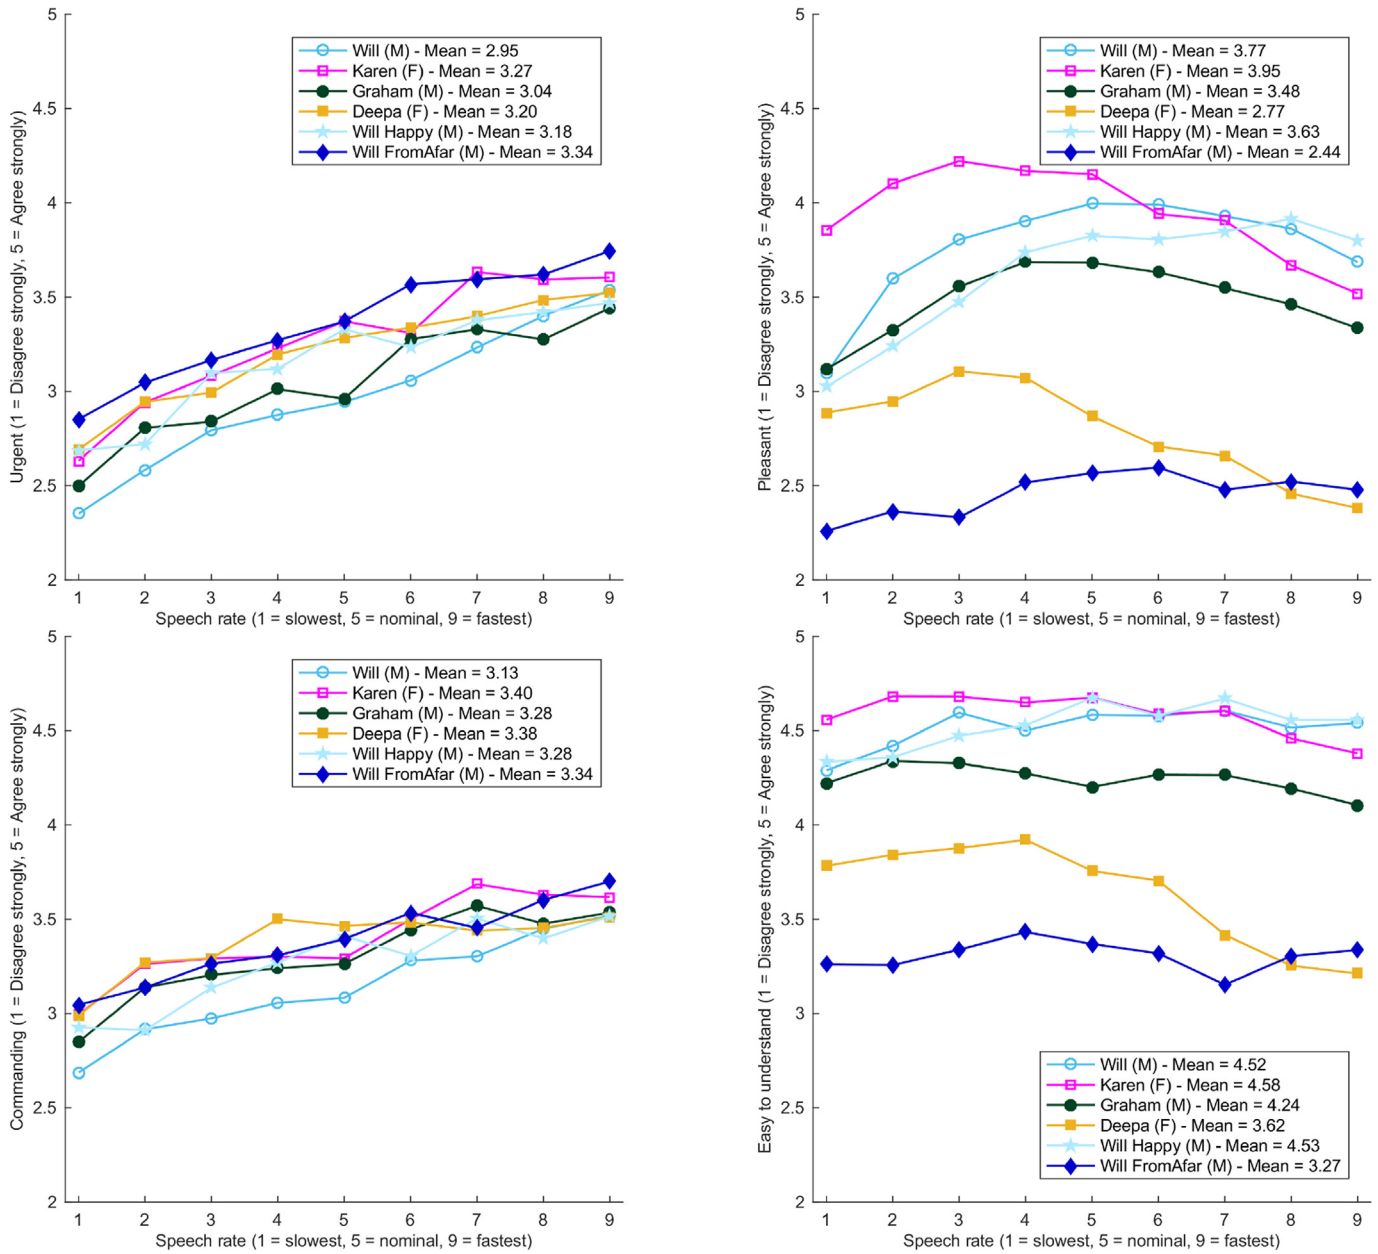 5
4.5
4
3.5
3
2.5
2
Urgent (1 = Disagree strongly, 5 = Agree strongly)
Will (M) - Mean = 2.95
Karen (F) - Mean = 3.27
Graham (M) - Mean = 3.04
Deepa (F) - Mean = 3.20
Will Happy (M) - Mean = 3.18
Will FromAfar (M) - Mean = 3.34
1 2 3 4 5 6 7 8 9
Speech rate (1 = slowest, 5 = nominal, 9 = fastest)
5
4.5
4
3.5
3
2.5
2
Pleasant (1 = Disagree strongly, 5 = Agree strongly)
Will (M) - Mean = 3.77
Karen (F) - Mean = 3.95
Graham (M) - Mean = 3.48
Deepa (F) - Mean = 2.77
Will Happy (M) - Mean = 3.63
Will FromAfar (M) - Mean = 2.44
1 2 3 4 5 6 7 8 9
Speech rate (1 = slowest, 5 = nominal, 9 = fastest)
5
4.5
4
3.5
3
2.5
2
Commanding (1 = Disagree strongly, 5 = Agree strongly)
Will (M) - Mean = 3.13
Karen (F) - Mean = 3.40
Graham (M) - Mean = 3.28
Deepa (F) - Mean = 3.38
Will Happy (M) - Mean = 3.28
Will FromAfar (M) - Mean = 3.34
1 2 3 4 5 6 7 8 9
Speech rate (1 = slowest, 5 = nominal, 9 = fastest)
5
4.5
4
3.5
3
2.5
2
Easy to understand (1 = Disagree strongly, 5 = Agree strongly)
Will (M) - Mean = 4.52
Karen (F) - Mean = 4.58
Graham (M) - Mean = 4.24
Deepa (F) - Mean = 3.62
Will Happy (M) - Mean = 4.53
Will FromAfar (M) - Mean = 3.27
1 2 3 4 5 6 7 8 9
Speech rate (1 = slowest, 5 = nominal, 9 = fastest)